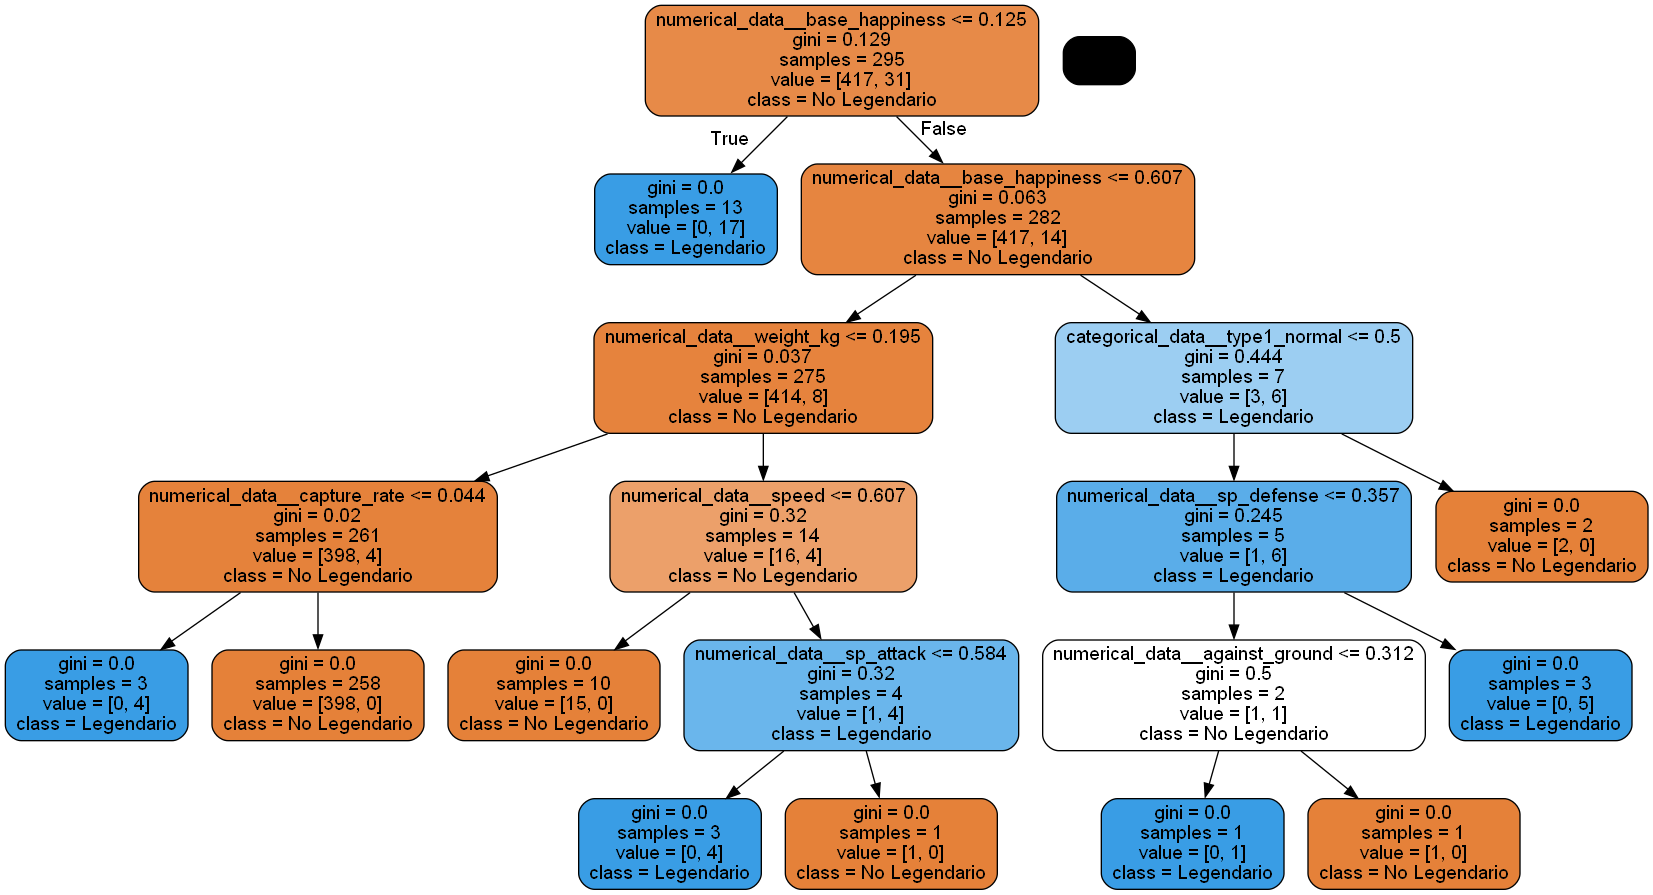 numerical_data__base_happiness <= 0.125
gini = 0.129
samples = 295
value = [417, 31]
class = No Legendario
True
False
gini = 0.0
samples = 13
value = [0, 17]
class = Legendario
numerical_data__base_happiness <= 0.607
gini = 0.063
samples = 282
value = [417, 14]
class = No Legendario
numerical_data__weight_kg <= 0.195
gini = 0.037
samples = 275
value = [414, 8]
class = No Legendario
categorical_data__type1_normal <= 0.5
gini = 0.444
samples = 7
value = [3, 6]
class = Legendario
numerical_data__capture_rate <= 0.044
gini = 0.02
samples = 261
value = [398, 4]
class = No Legendario
numerical_data__speed <= 0.607
gini = 0.32
samples = 14
value = [16, 4]
class = No Legendario
numerical_data__sp_defense <= 0.357
gini = 0.245
samples = 5
value = [1, 6]
class = Legendario
gini = 0.0
samples = 2
value = [2, 0]
class = No Legendario
gini = 0.0
samples = 3
value = [0, 4]
class = Legendario
gini = 0.0
samples = 258
value = [398, 0]
class = No Legendario
gini = 0.0
samples = 10
value = [15, 0]
class = No Legendario
numerical_data__sp_attack <= 0.584
gini = 0.32
samples = 4
value = [1, 4]
class = Legendario
numerical_data__against_ground <= 0.312
gini = 0.5
samples = 2
value = [1, 1]
class = No Legendario
gini = 0.0
samples = 3
value = [0, 5]
class = Legendario
gini = 0.0
samples = 3
value = [0, 4]
class = Legendario
gini = 0.0
samples = 1
value = [1, 0]
class = No Legendario
gini = 0.0
samples = 1
value = [0, 1]
class = Legendario
gini = 0.0
samples = 1
value = [1, 0]
class = No Legendario